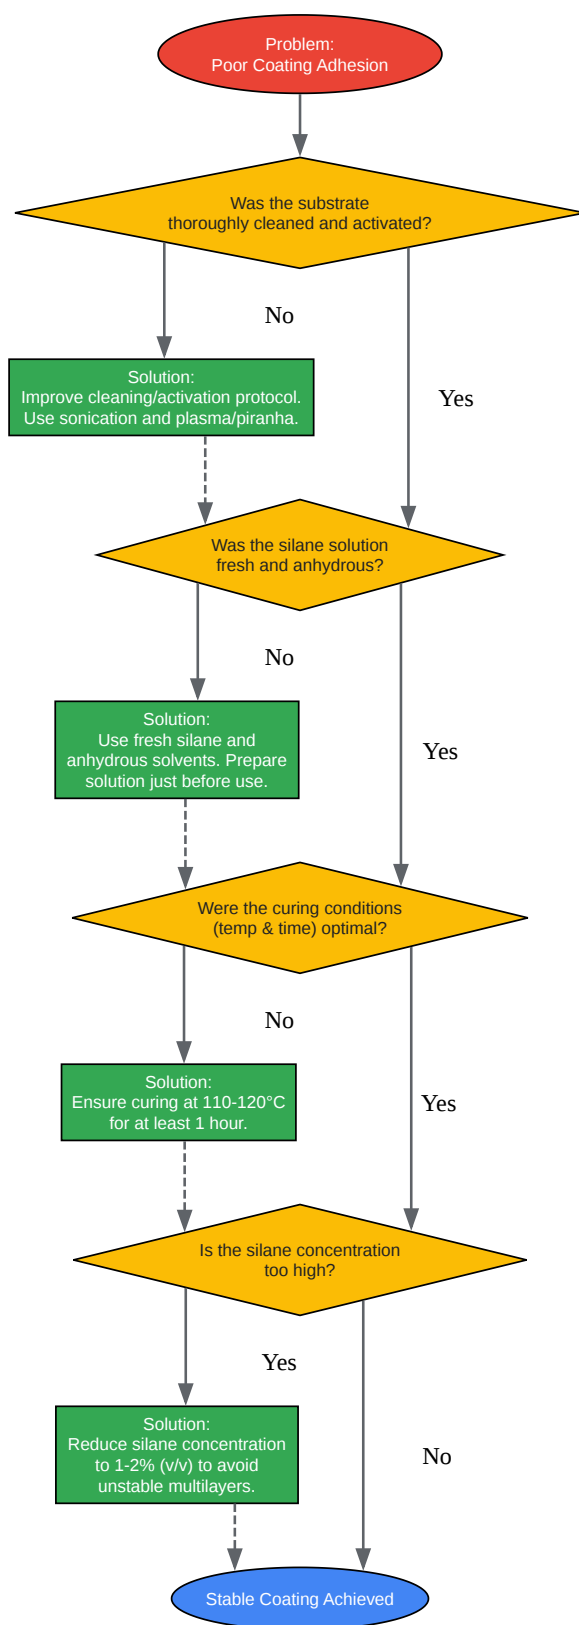 Problem:
Poor Coating Adhesion
Was the substrate
thoroughly cleaned and activated?
No
Yes
Solution:
Improve cleaning/activation protocol.
Use sonication and plasma/piranha.
Was the silane solution
fresh and anhydrous?
No
Yes
Solution:
Use fresh silane and
anhydrous solvents. Prepare
solution just before use.
Were the curing conditions
(temp & time) optimal?
No
Yes
Solution:
Ensure curing at 110-120°C
for at least 1 hour.
Is the silane concentration
too high?
Yes
No
Solution:
Reduce silane concentration
to 1-2% (v/v) to avoid
unstable multilayers.
Stable Coating Achieved